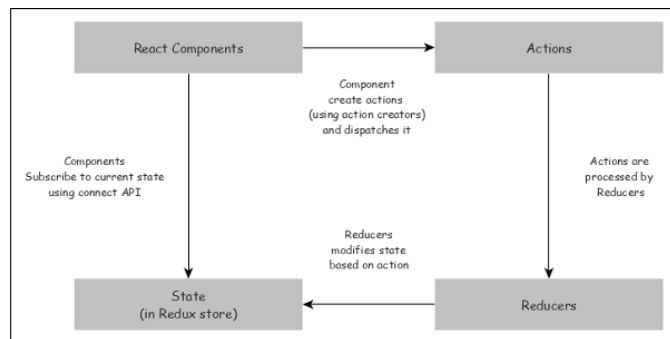 React Components
Actions
Component
create actions
(using action creators)
and dispatches it
Components
Subscribe to current state
using connect API
Actions are
processed by
Reducers
Reducers
modifies state
based on action
State
(in Redux store)
Reducers